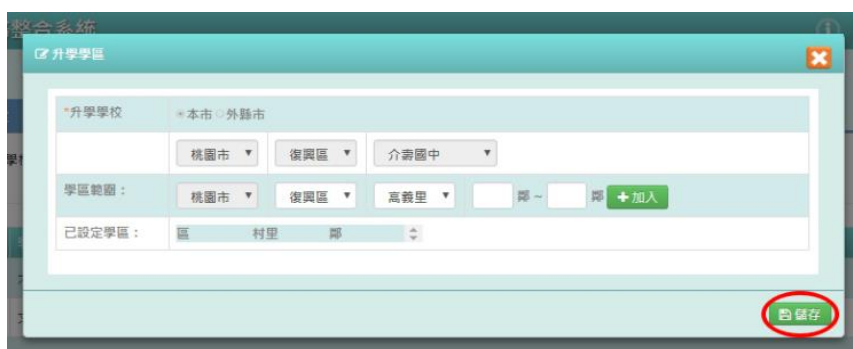 整合系統
升學學區
*升學學校 本市 外縣市
桃園市 復興區 介壽國中
學區範圍： 桃園市 復興區 高義里 鄰~ 鄰 +加入
已設定學區： 區 村里 鄰
儲存